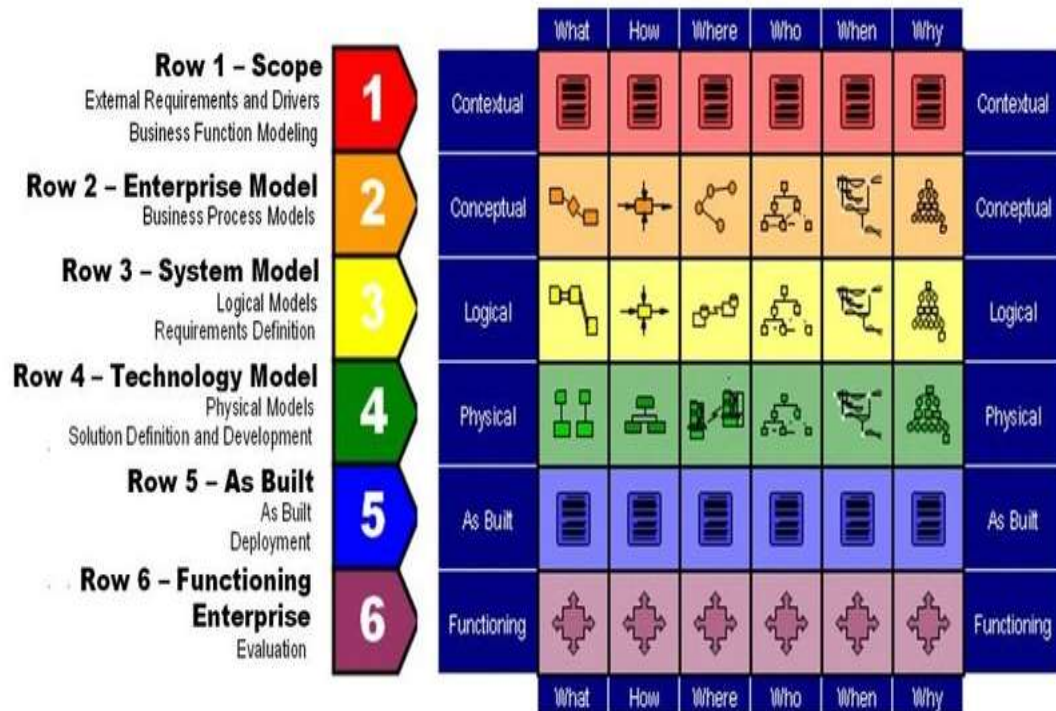 What How Where Who When Why
Row 1 – Scope
External Requirements and Drivers
Business Function Modeling
1
Contextual
Contextual
Row 2 – Enterprise Model
Business Process Models
2
Conceptual
Conceptual
Row 3 – System Model
Logical Models
Requirements Definition
3
Logical
Logical
Row 4 – Technology Model
Physical Models
Solution Definition and Development
4
Physical
Physical
Row 5 – As Built
As Built
Deployment
5
As Built
As Built
Row 6 – Functioning
Enterprise
Evaluation
6
Functioning
Functioning
What How Where Who When Why